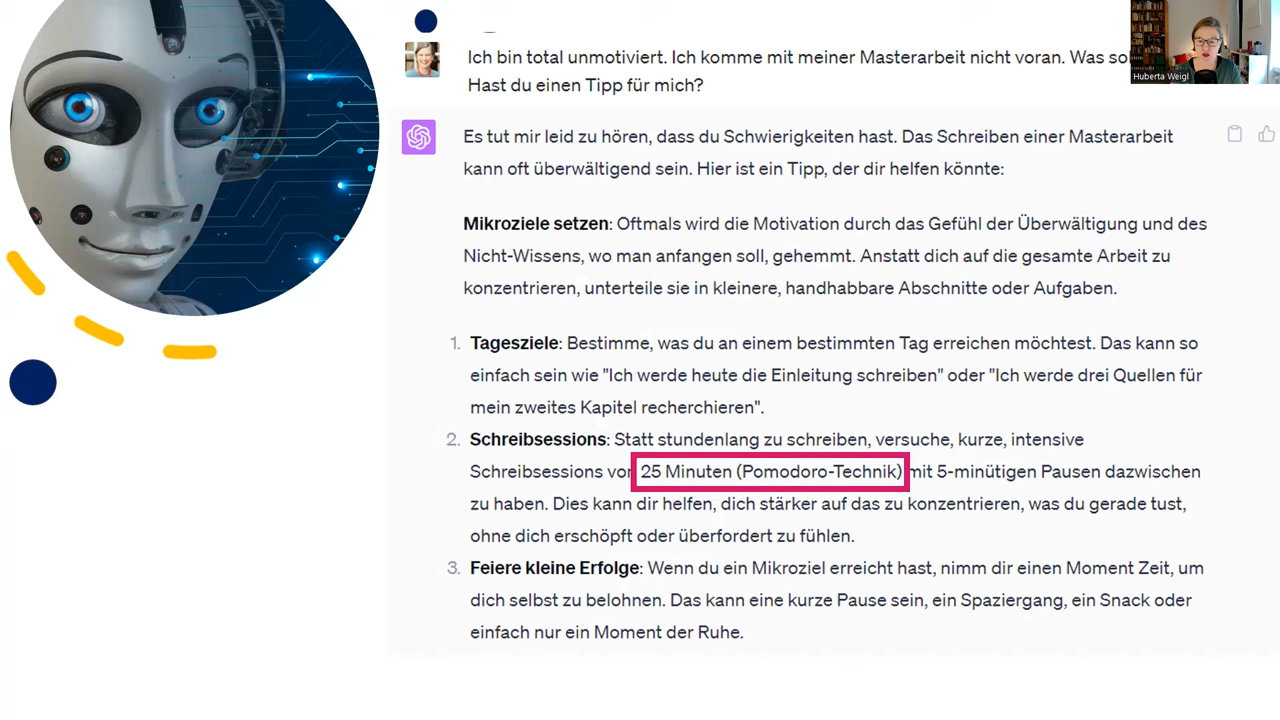 Ich bin total unmotiviert. Ich komme mit meiner Masterarbeit nicht voran. Was so
Hast du einen Tipp für mich?
Huberta Weigl
Es tut mir leid zu hören, dass du Schwierigkeiten hast. Das Schreiben einer Masterarbeit
kann oft überwältigend sein. Hier ist ein Tipp, der dir helfen könnte:
Mikroziele setzen: Oftmals wird die Motivation durch das Gefühl der Überwältigung und des
Nicht-Wissens, wo man anfangen soll, gehemmt. Anstatt dich auf die gesamte Arbeit zu
konzentrieren, unterteile sie in kleinere, handhabbare Abschnitte oder Aufgaben.
1. Tagesziele: Bestimme, was du an einem bestimmten Tag erreichen möchtest. Das kann so
einfach sein wie "Ich werde heute die Einleitung schreiben" oder "Ich werde drei Quellen für
mein zweites Kapitel recherchieren".
2. Schreibsessions: Statt stundenlang zu schreiben, versuche, kurze, intensive
Schreibsessions von 25 Minuten (Pomodoro-Technik) mit 5-minütigen Pausen dazwischen
zu haben. Dies kann dir helfen, dich stärker auf das zu konzentrieren, was du gerade tust,
ohne dich erschöpft oder überfordert zu fühlen.
3. Feiere kleine Erfolge: Wenn du ein Mikroziel erreicht hast, nimm dir einen Moment Zeit, um
dich selbst zu belohnen. Das kann eine kurze Pause sein, ein Spaziergang, ein Snack oder
einfach nur ein Moment der Ruhe.